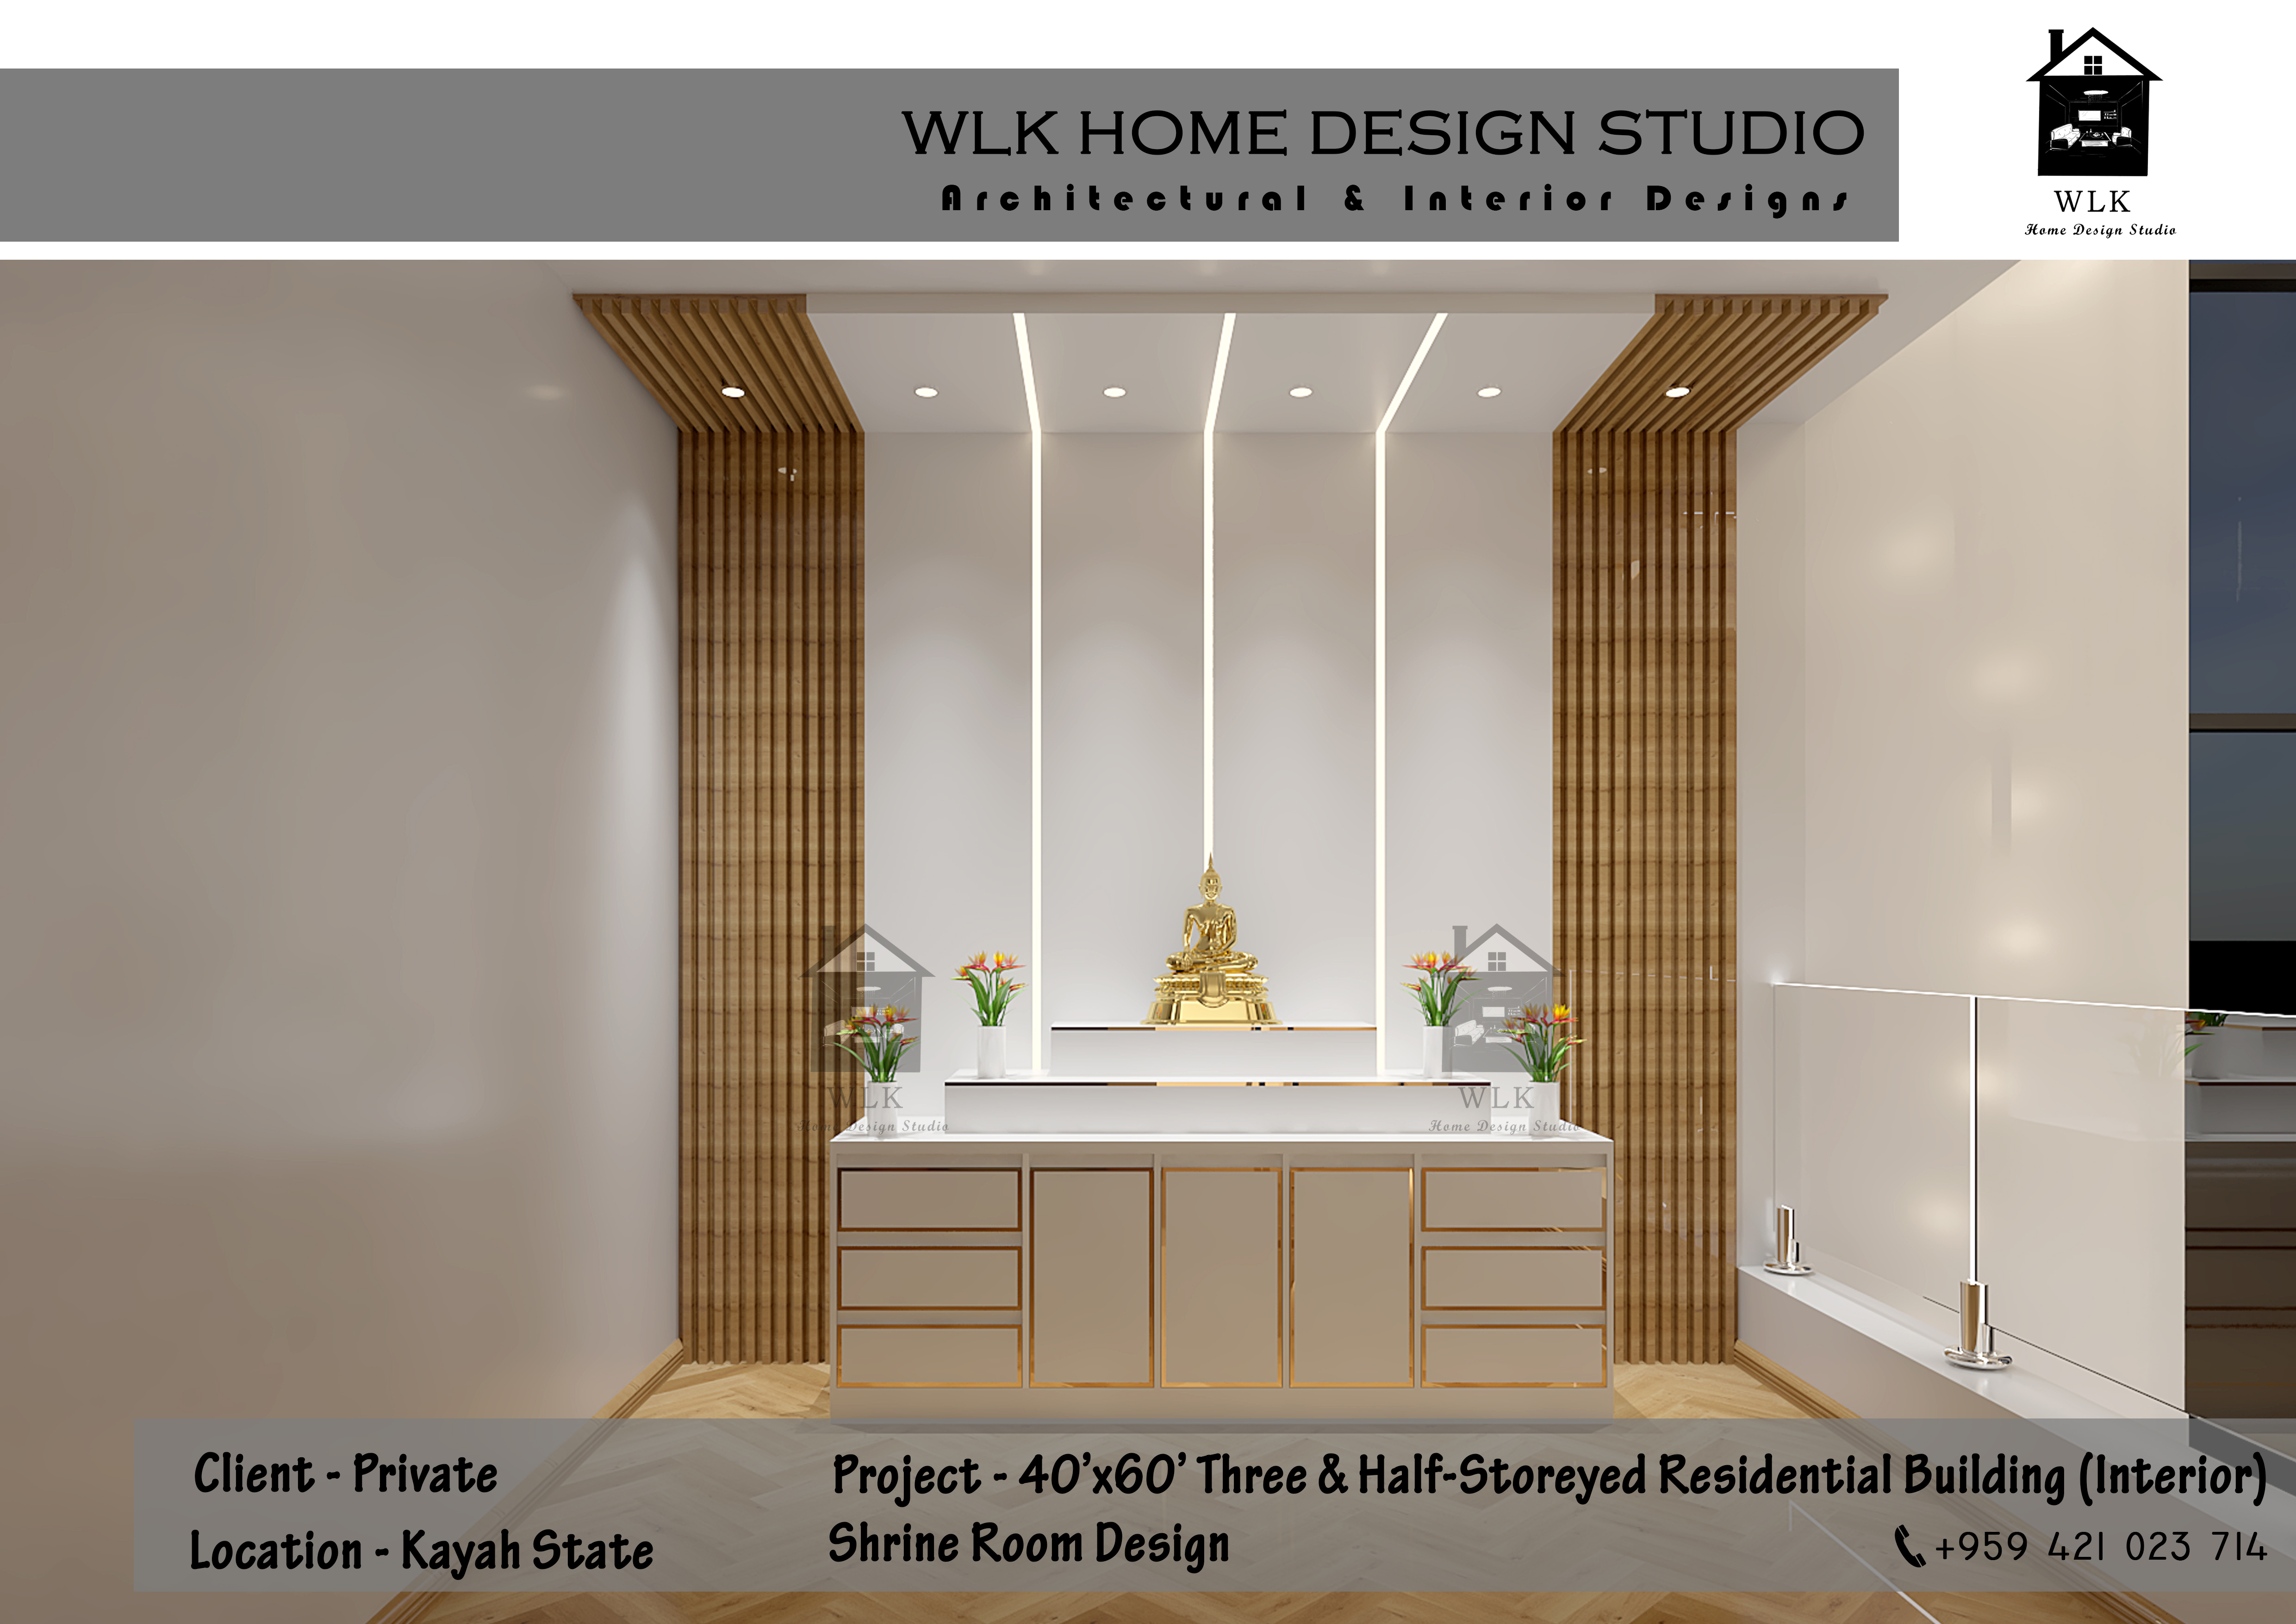 WLK HOME DESIGN STUDIO
Architectural & Interior Designs
WLK
Home Design Studio
WLK
Home Design Studio
WLK
Home Design Studio
Client - Private
Location - Kayah State
Project - 40'x60' Three & Half-Storeyed Residential Building (Interior)
Shrine Room Design
+959 421 023 714